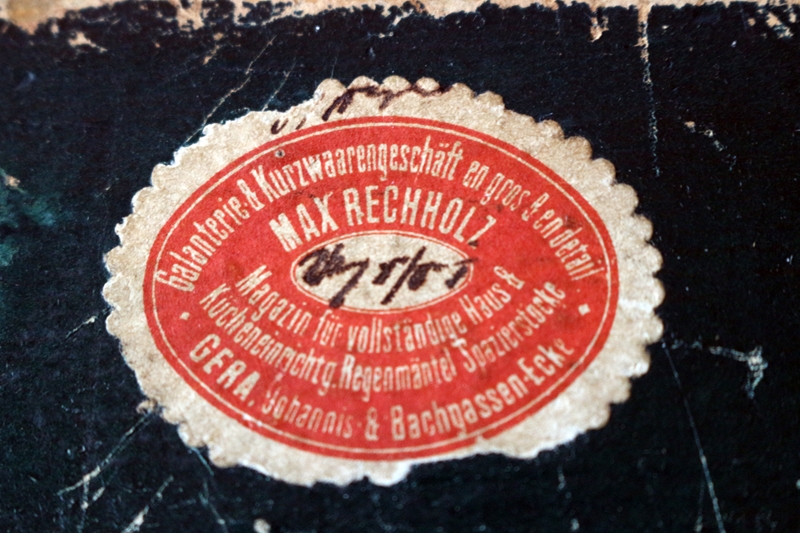 Galanterie- & Kurzwaarengeschäft en gros & en detail
MAX RECHHOLZ
Magazin für vollständige Haus &
Kücheneinrichtg. Regenmäntel Spazierstöcke
GERA, Johannis- & Bachgassen-Ecke